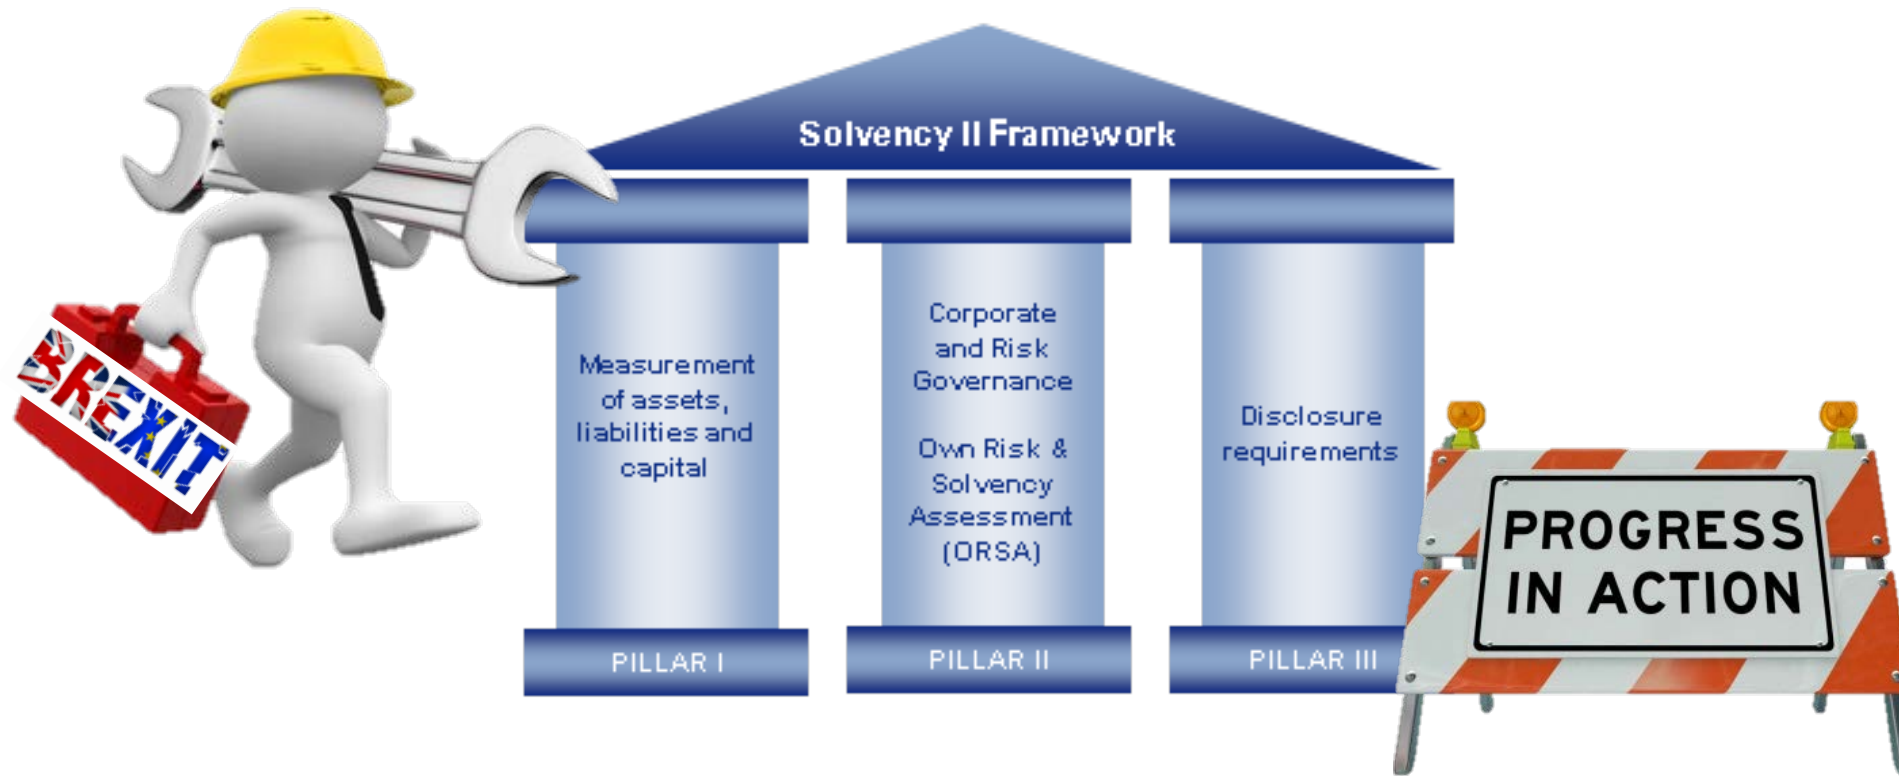 Solvency II Framework
BREXIT
Measurement
of assets,
liabilities and
capital
PILLAR I
Corporate
and Risk
Governance
Own Risk &
Solvency
Assessment
(ORSA)
PILLAR II
Disclosure
requirements
PILLAR III
PROGRESS
IN ACTION